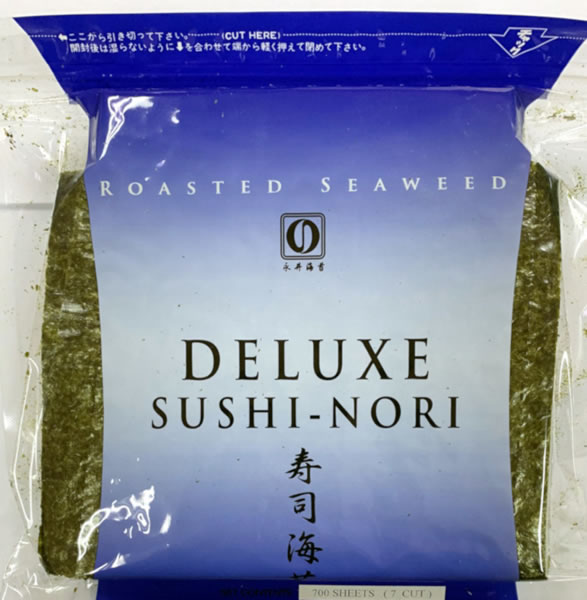 ここから引き切って下さい。 (CUT HERE)
開封後は湿らないように⬇を合わせて端から軽く押えて閉めて下さい。
ROASTED SEAWEED
永井海苔
DELUXE
SUSHI-NORI
寿司海苔
700 SHEETS ( 7 CUT )